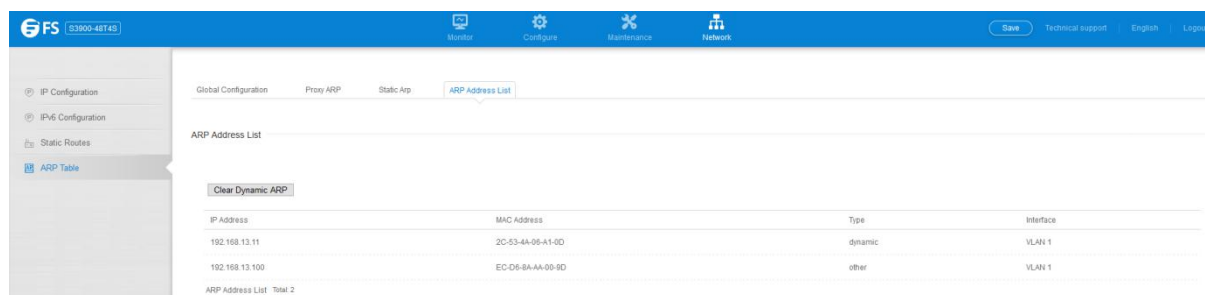 FS S3900-48T4S
Monitor Configure Maintenance Network
Save Technical support English Logou
IP Configuration
IPv6 Configuration
Static Routes
ARP Table
Global Configuration Proxy ARP Static Arp ARP Address List
ARP Address List
Clear Dynamic ARP
IP Address MAC Address Type Interface
192.168.13.11 2C-53-4A-06-A1-0D dynamic VLAN 1
192.168.13.100 EC-D6-8A-AA-00-9D other VLAN 1
ARP Address List Total: 2